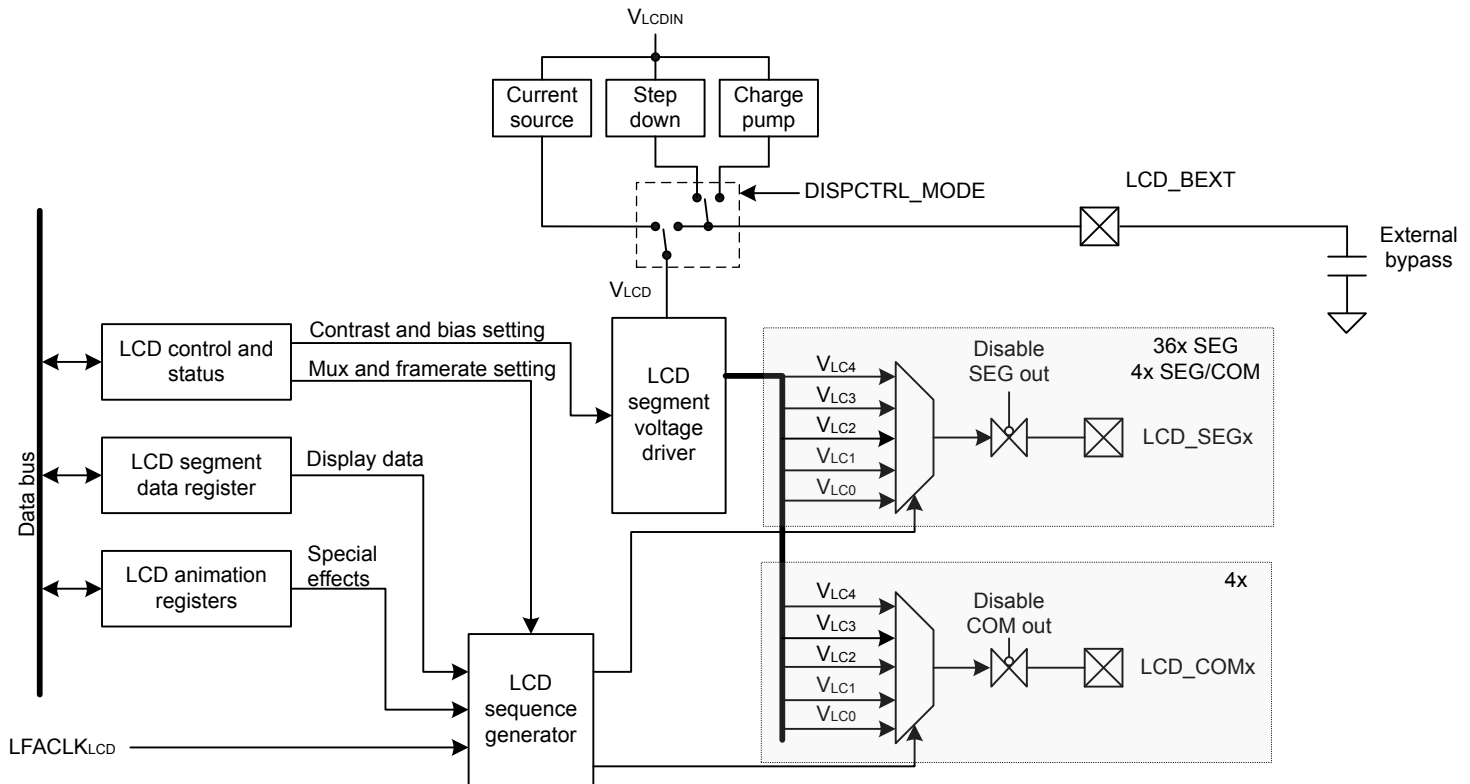 VLCDIN
Current
source
Step
down
Charge
pump
DISPCTRL_MODE
LCD_BEXT
External
bypass
VLCD
Data bus
LCD control and
status
Contrast and bias setting
Mux and framerate setting
LCD segment
data register
Display data
LCD animation
registers
Special
effects
LFACLKLCD
LCD
sequence
generator
LCD
segment
voltage
driver
36x SEG
4x SEG/COM
VLC4
VLC3
VLC2
VLC1
VLC0
Disable
SEG out
LCD_SEGx
4x
VLC4
VLC3
VLC2
VLC1
VLC0
Disable
COM out
LCD_COMx